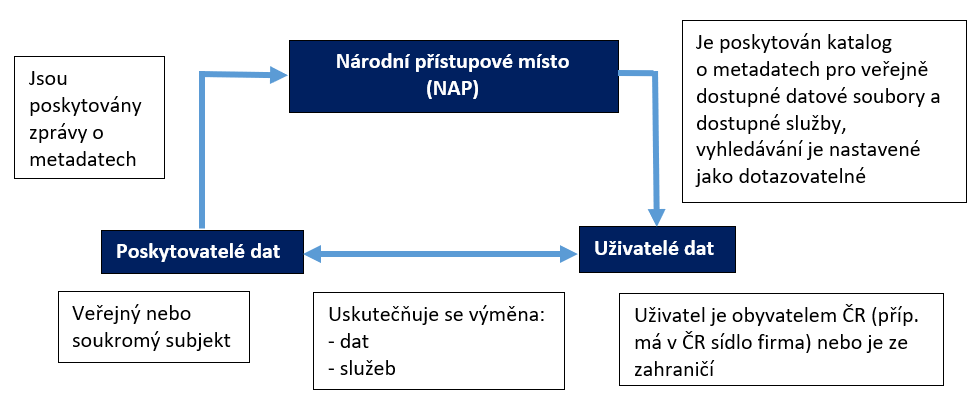 Jsou
poskytovány
zprávy o
metadatech
Národní přístupové místo
(NAP)
Je poskytován katalog
o metadatech pro veřejně
dostupné datové soubory a
dostupné služby,
vyhledávání je nastavené
jako dotazovatelné
Poskytovatelé dat
Uživatelé dat
Veřejný nebo
soukromý subjekt
Uskutečňuje se výměna:
- dat
- služeb
Uživatel je obyvatelem ČR (příp.
má v ČR sídlo firma) nebo je ze
zahraničí